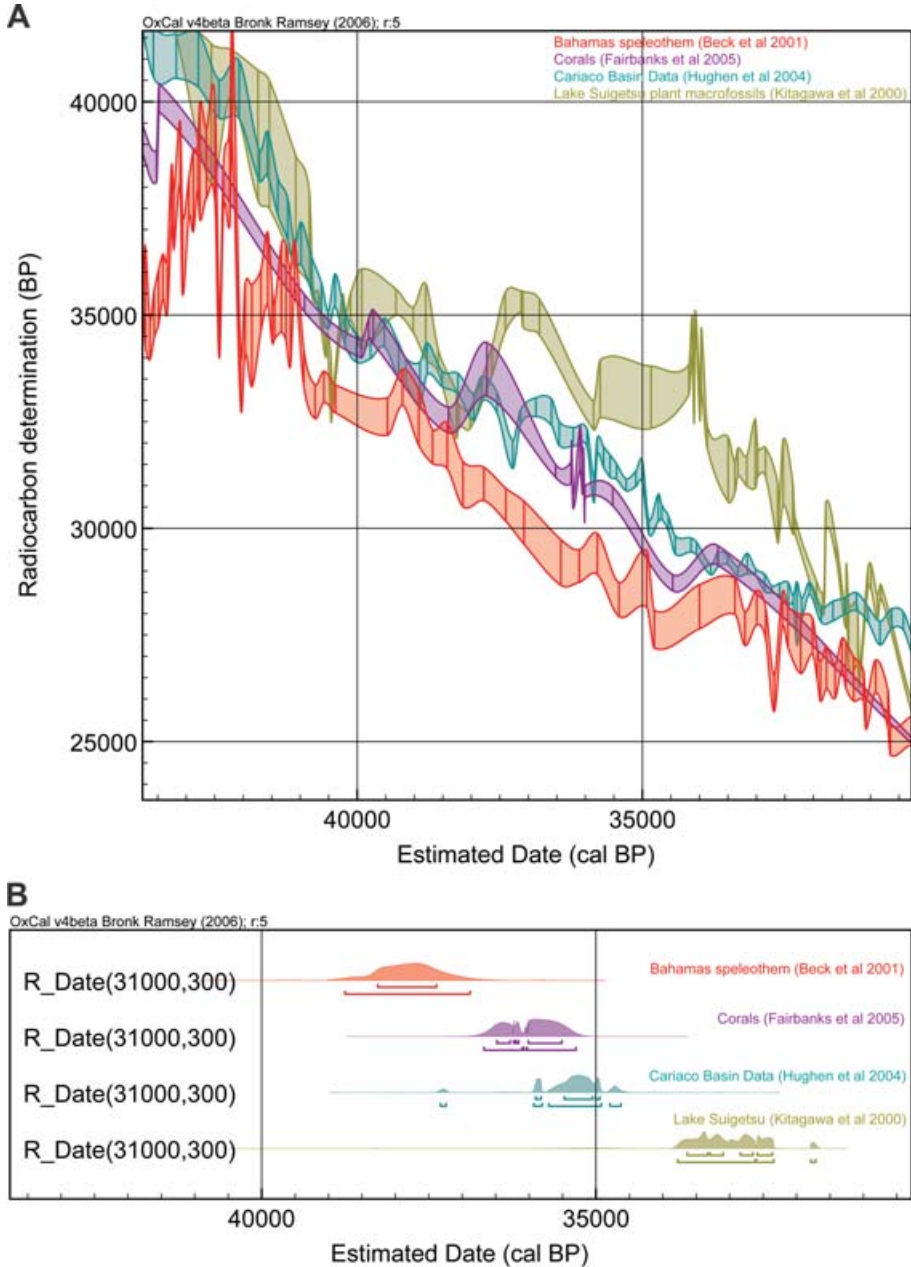 A
OxCal v4beta Bronk Ramsey (2006); r:5
Bahamas speleothem (Beck et al 2001)
Corals (Fairbanks et al 2005)
Cariaco Basin Data (Hughen et al 2004)
Lake Suigetsu plant macrofossils (Kitagawa et al 2000)
40000
35000
30000
25000
Radiocarbon determination (BP)
40000 35000
Estimated Date (cal BP)
B
OxCal v4beta Bronk Ramsey (2006); r:5
R_Date(31000,300) Bahamas speleothem (Beck et al 2001)
R_Date(31000,300) Corals (Fairbanks et al 2005)
R_Date(31000,300) Cariaco Basin Data (Hughen et al 2004)
R_Date(31000,300) Lake Suigetsu (Kitagawa et al 2000)
40000 35000
Estimated Date (cal BP)